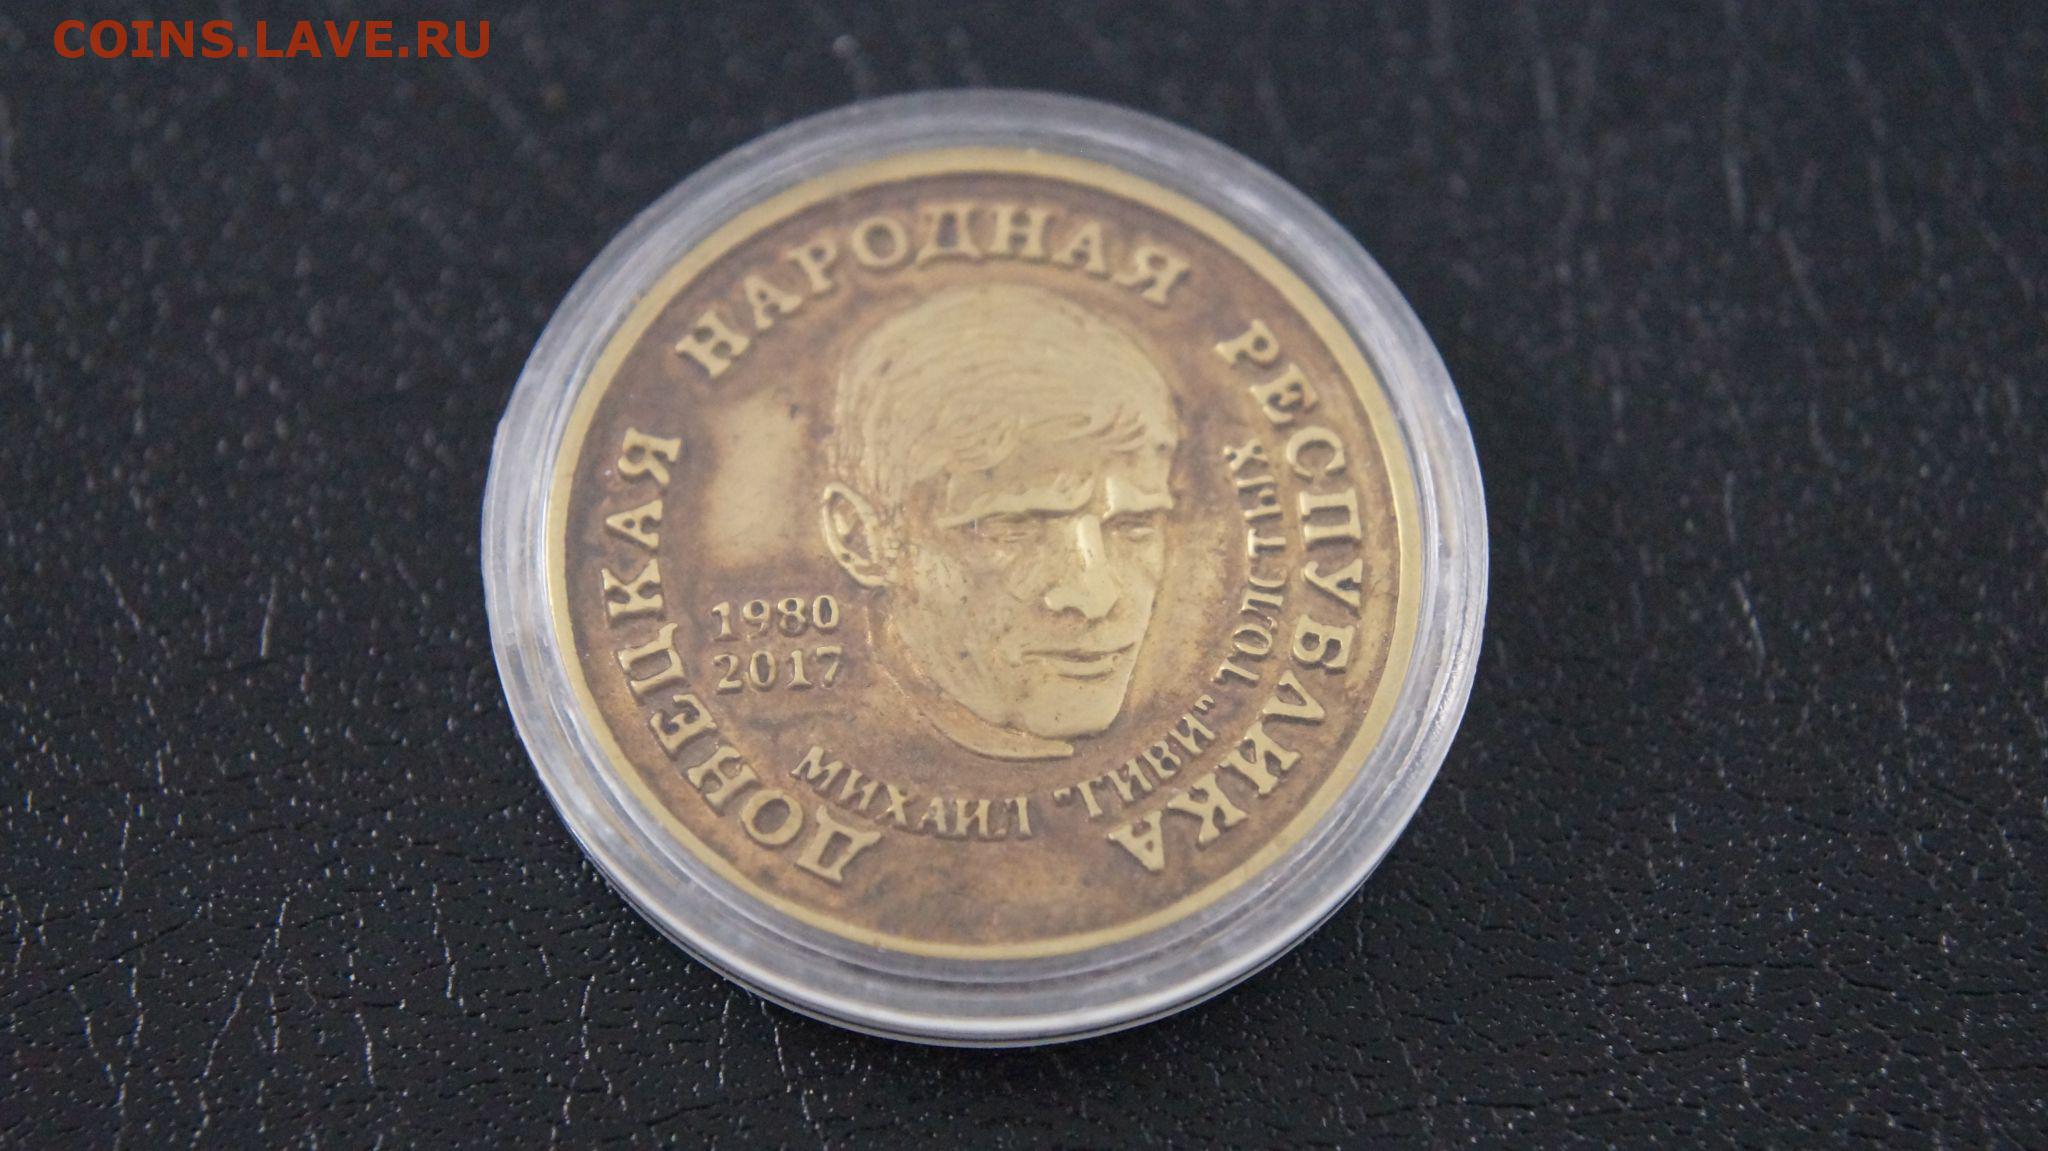 COINS.LAVE.RU
ДОНЕЦКАЯ НАРОДНАЯ РЕСПУБЛИКА
1980
2017
МИХАИЛ "ГИВИ" ТОЛСТЫХ